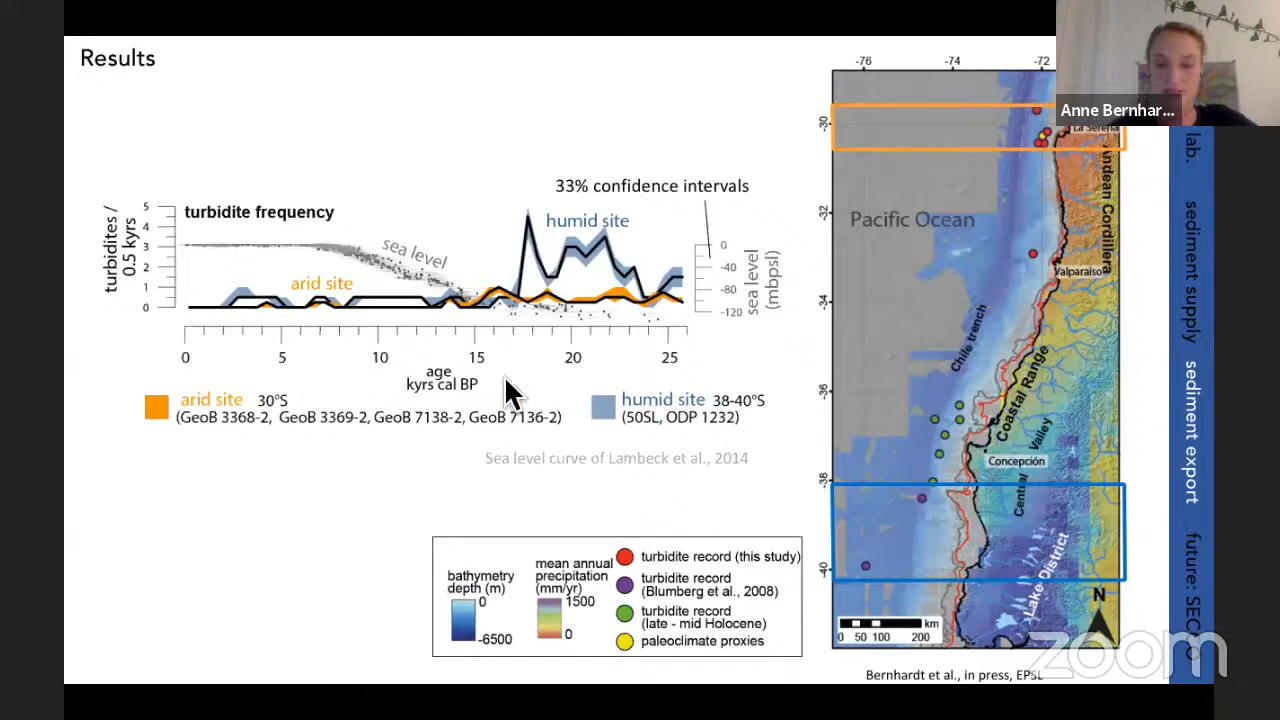 Results
33% confidence intervals
turbidites /
0.5 kyrs
5
4
3
2
1
0
turbidite frequency
sea level
arid site
humid site
0
-40
-80
-120
sea level
(mbpsl)
0
5
10
15
20
25
age
kyrs cal BP
arid site 30°S
(GeoB 3368-2, GeoB 3369-2, GeoB 7138-2, GeoB 7136-2)
humid site 38-40°S
(50SL, ODP 1232)
Sea level curve of Lambeck et al., 2014
bathymetry
depth (m)
0
-6500
mean annual
precipitation
(mm/yr)
1500
0
turbidite record (this study)
turbidite record
(Blumberg et al., 2008)
turbidite record
(late - mid Holocene)
paleoclimate proxies
-76
-74
-72
-30
-32
-34
-36
-38
-40
Pacific Ocean
La Serena
Andean Cordillera
Valparaiso
Chile trench
Coastal Range
Central
Valley
Concepción
Lake District
N
km
0 50 100 200
Bernhardt et al., in press, EPSL
Anne Bernhar...
lab.
sediment supply
sediment export
future: SEC
zoom